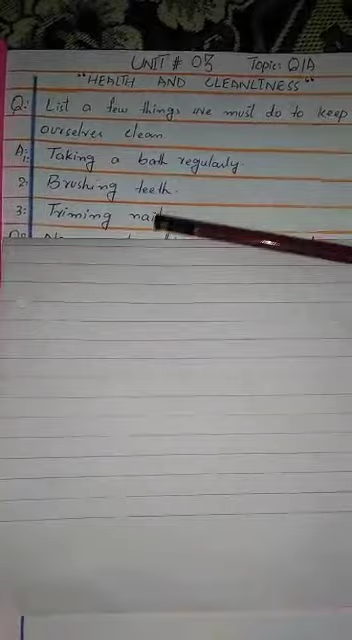 UNIT # 03 Topic: Q/A
"HEALTH AND CLEANLINESS"
Q: List a few things we must do to keep
ourselves clean
A: 1: Taking a bath regularly.
2: Brushing teeth.
3: Triming